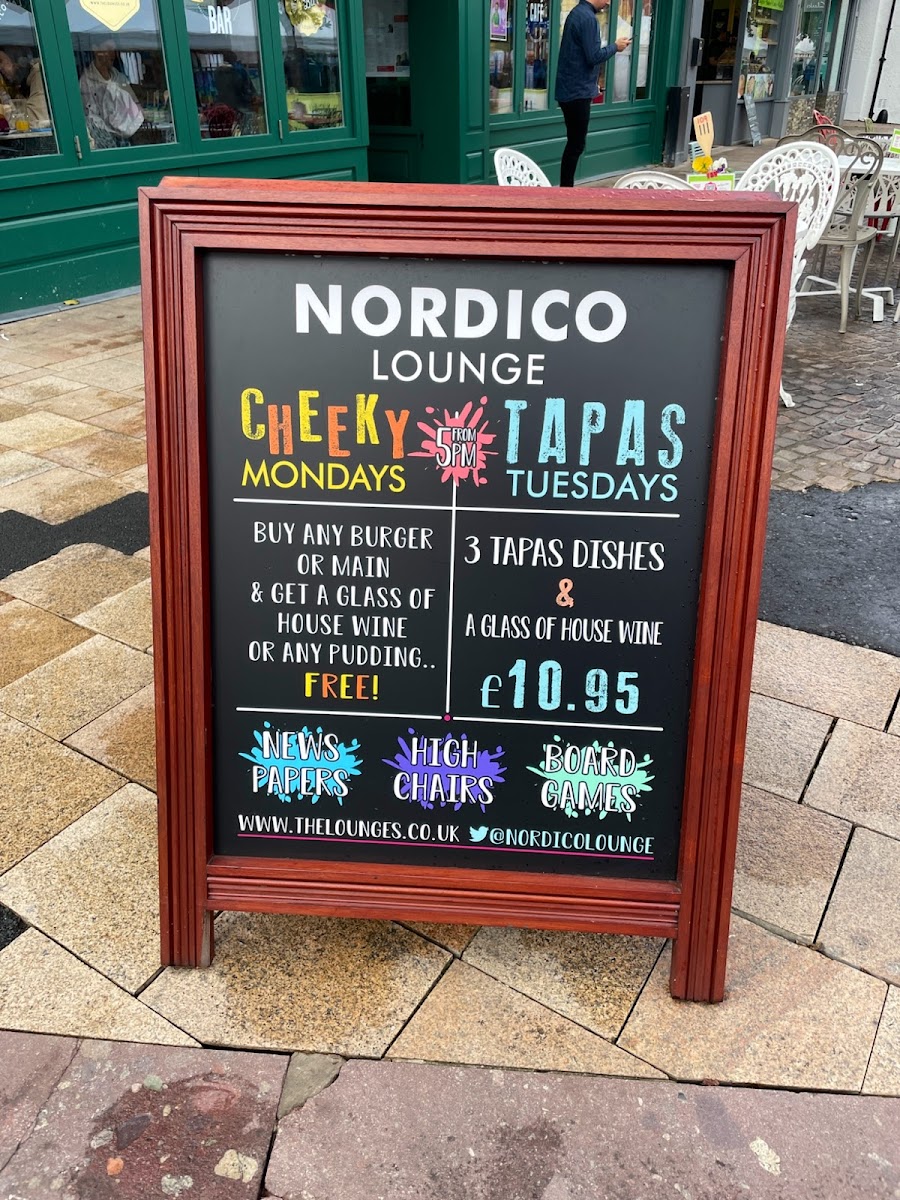 BAR
CAFE
NORDICO
LOUNGE
CHEEKY
MONDAYS
FROM
5PM
TAPAS
TUESDAYS
BUY ANY BURGER
OR MAIN
& GET A GLASS OF
HOUSE WINE
OR ANY PUDDING..
FREE!
3 TAPAS DISHES
&
A GLASS OF HOUSE WINE
£10.95
NEWS
PAPERS
HIGH
CHAIRS
BOARD
GAMES
WWW.THELOUNGES.CO.UK @NORDICOLOUNGE